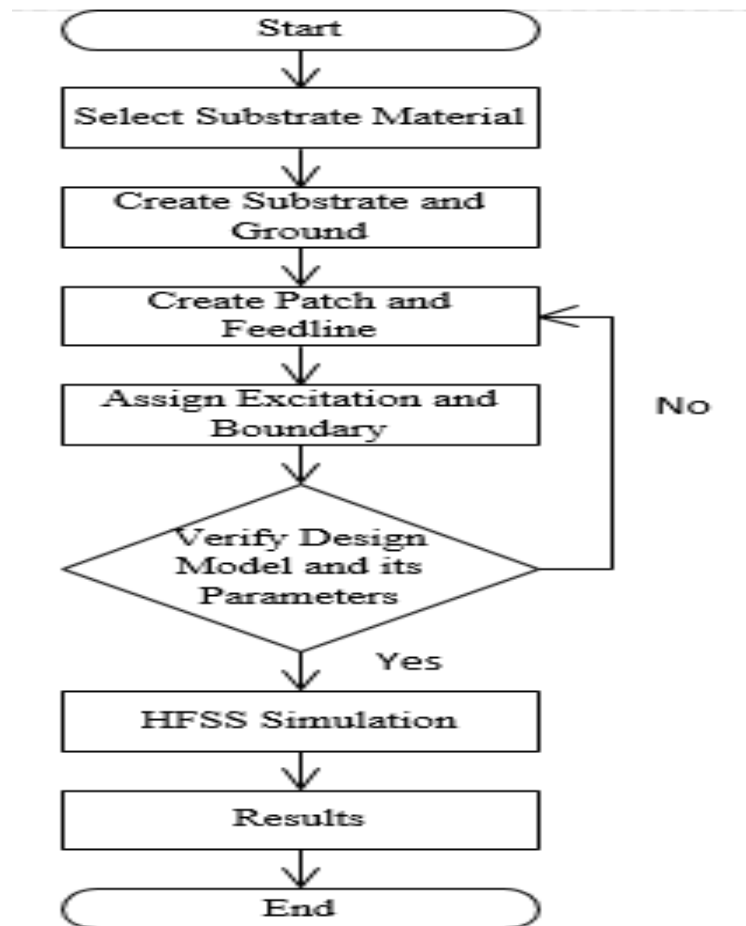 Start
Select Substrate Material
Create Substrate and
Ground
Create Patch and
Feedline
Assign Excitation and
Boundary
No
Verify Design
Model and its
Parameters
Yes
HFSS Simulation
Results
End